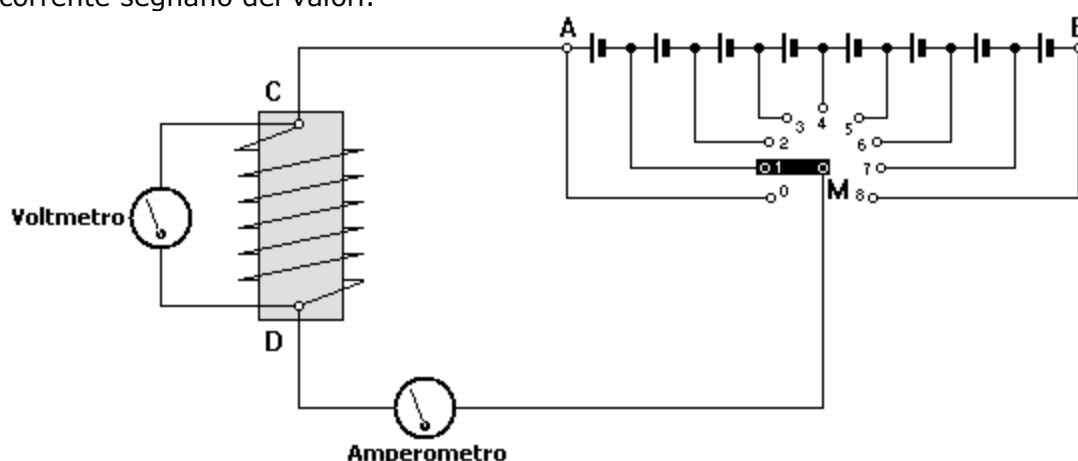 corrente segnano dei valori.
A
B
C
3
4
5
2
6
1
7
0
M
8
Voltmetro
D
Amperometro